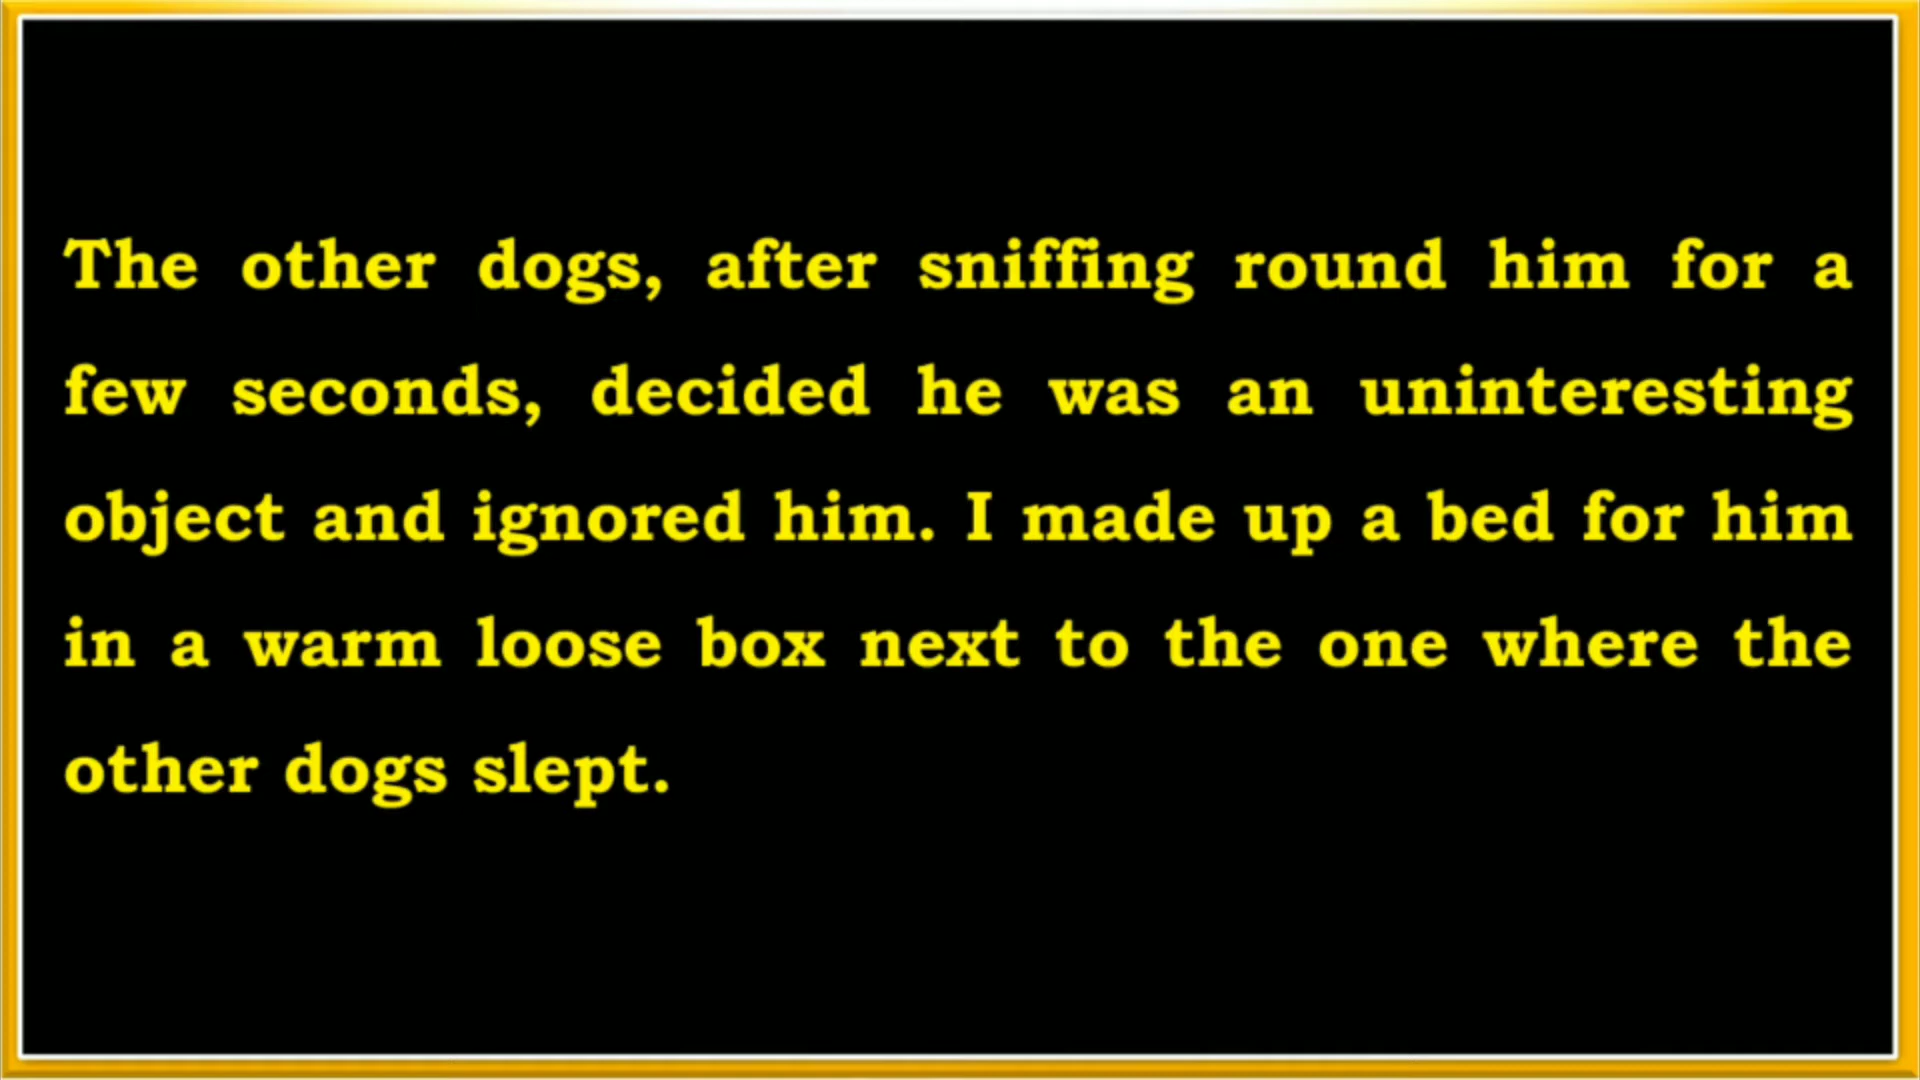 The other dogs, after sniffing round him for a
few seconds, decided he was an uninteresting
object and ignored him. I made up a bed for him
in a warm loose box next to the one where the
other dogs slept.